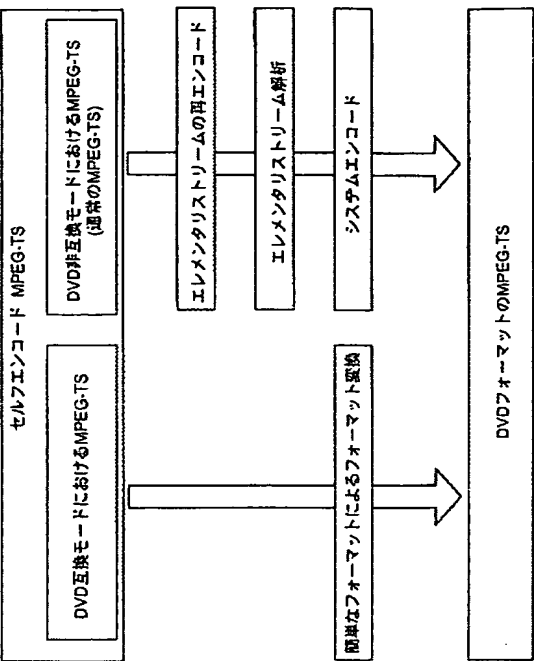 セルフエンコード MPEG-TS
DVD互換モードにおけるMPEG-TS
DVD非互換モードにおけるMPEG-TS
(通常のMPEG-TS)
エレメンタリストリームの再エンコード
エレメンタリストリーム解析
システムエンコード
簡単なフォーマットによるフォーマット変換
DVDフォーマットのMPEG-TS